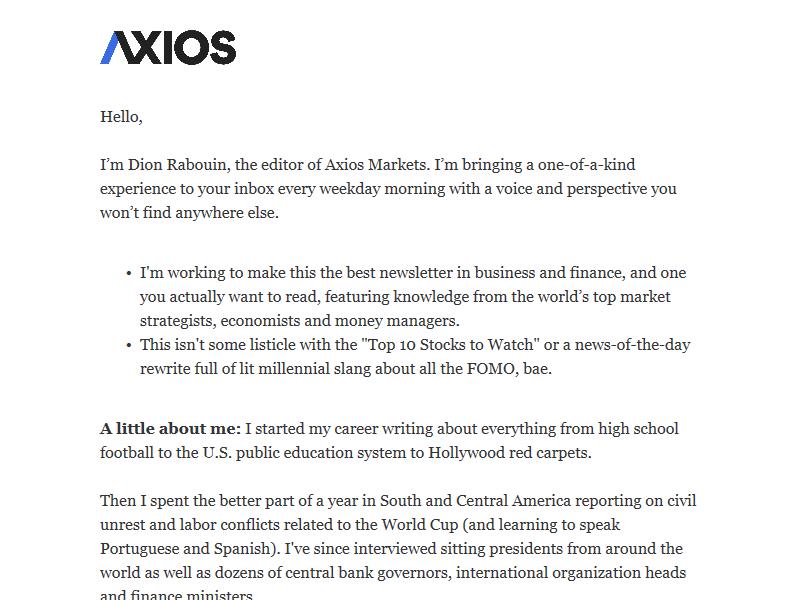 AXIOS
Hello,
I’m Dion Rabouin, the editor of Axios Markets. I’m bringing a one-of-a-kind
experience to your inbox every weekday morning with a voice and perspective you
won’t find anywhere else.
• I'm working to make this the best newsletter in business and finance, and one
you actually want to read, featuring knowledge from the world’s top market
strategists, economists and money managers.
• This isn't some listicle with the "Top 10 Stocks to Watch" or a news-of-the-day
rewrite full of lit millennial slang about all the FOMO, bae.
A little about me: I started my career writing about everything from high school
football to the U.S. public education system to Hollywood red carpets.
Then I spent the better part of a year in South and Central America reporting on civil
unrest and labor conflicts related to the World Cup (and learning to speak
Portuguese and Spanish). I've since interviewed sitting presidents from around the
world as well as dozens of central bank governors, international organization heads
and finance ministers.